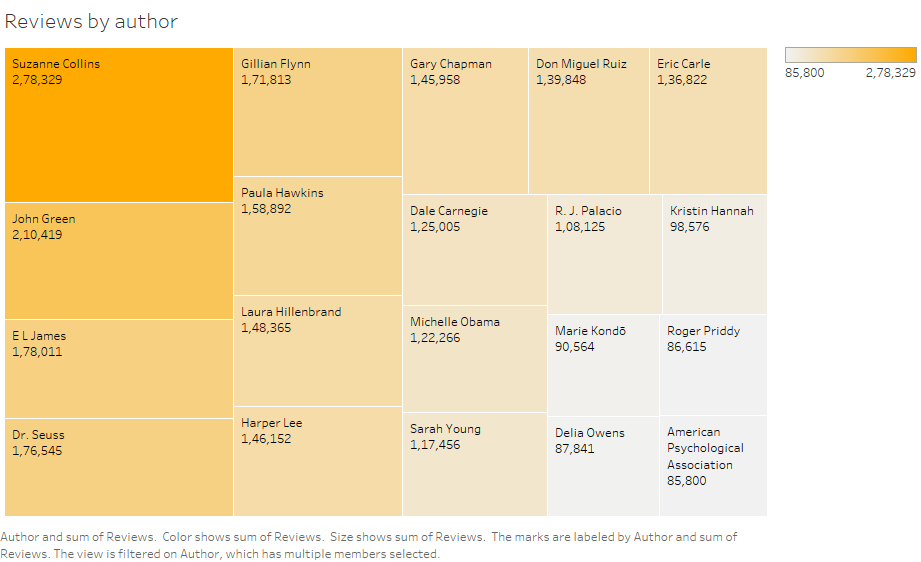 Reviews by author
Suzanne Collins
2,78,329
John Green
2,10,419
E L James
1,78,011
Dr. Seuss
1,76,545
Gillian Flynn
1,71,813
Paula Hawkins
1,58,892
Laura Hillenbrand
1,48,365
Harper Lee
1,46,152
Gary Chapman
1,45,958
Don Miguel Ruiz
1,39,848
Eric Carle
1,36,822
Dale Carnegie
1,25,005
Michelle Obama
1,22,266
Sarah Young
1,17,456
R. J. Palacio
1,08,125
Kristin Hannah
98,576
Marie Kondō
90,564
Delia Owens
87,841
Roger Priddy
86,615
American
Psychological
Association
85,800
85,800 2,78,329
Author and sum of Reviews. Color shows sum of Reviews. Size shows sum of Reviews. The marks are labeled by Author and sum of
Reviews. The view is filtered on Author, which has multiple members selected.